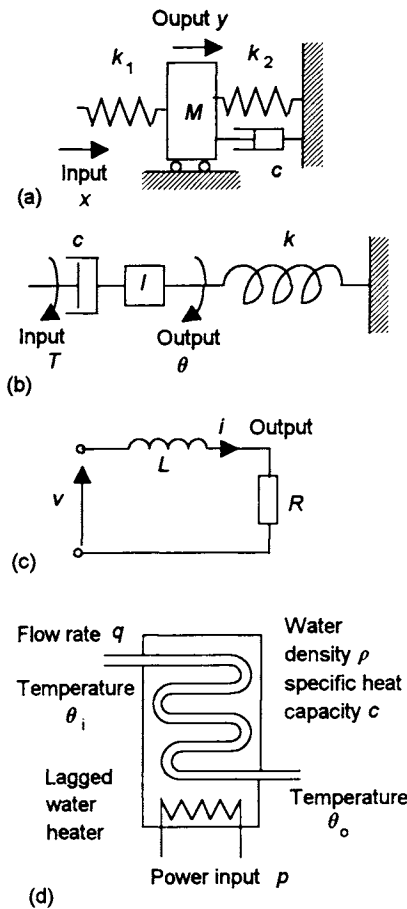 Ouput y
k1
k2
M
Input
x
c
(a)
c
I
k
Input
T
Output
θ
(b)
i
Output
L
v
R
(c)
Flow rate q
Temperature
θi
Water
density ρ
specific heat
capacity c
Lagged
water
heater
Temperature
θo
Power input p
(d)